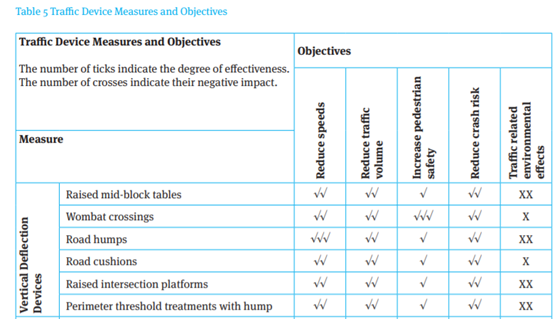 Table 5 Traffic Device Measures and Objectives
Traffic Device Measures and Objectives
The number of ticks indicate the degree of effectiveness.
The number of crosses indicate their negative impact.
Objectives
Measure
Reduce speeds
Reduce traffic
volume
Increase pedestrian
safety
Reduce crash risk
Traffic related
environmental
effects
Vertical Deflection
Devices
Raised mid-block tables √√ √√ √ √√ XX
Wombat crossings √√ √√ √√√ √√ X
Road humps √√√ √√ √ √√ XX
Road cushions √√ √√ √ √√ X
Raised intersection platforms √√ √√ √ √√ XX
Perimeter threshold treatments with hump √√ √√ √ √√ XX